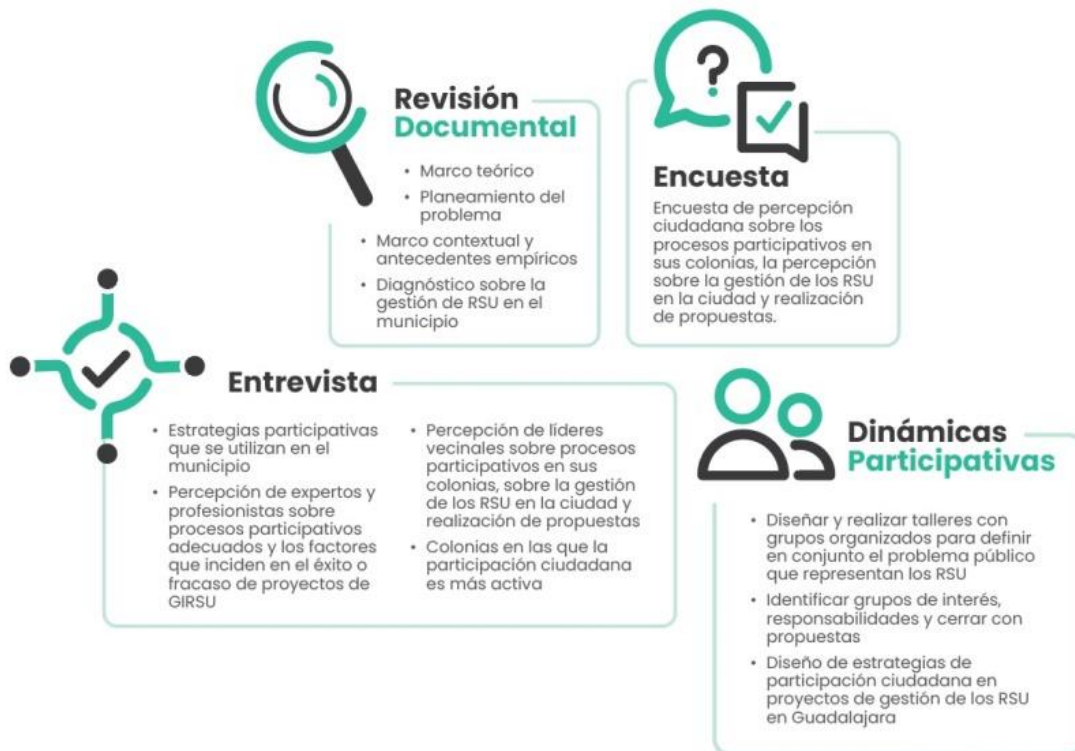 Revisión
Documental
• Marco teórico
• Planeamiento del
problema
• Marco contextual y
antecedentes empíricos
• Diagnóstico sobre la
gestión de RSU en el
municipio
?
Encuesta
Encuesta de percepción
ciudadana sobre los
procesos participativos en
sus colonías, la percepción
sobre la gestión de los RSU
en la ciudad y realización
de propuestas.
Entrevista
• Estrategias participativas
que se utilizan en el
municipio
• Percepción de expertos y
profesionistas sobre
procesos participativos
adecuados y los factores
que inciden en el éxito o
fracaso de proyectos de
GIRSU
• Percepción de líderes
vecinales sobre procesos
participativos en sus
colonias, sobre la gestión
de los RSU en la ciudad y
realización de propuestas
• Colonias en las que la
participación ciudadana
es más activa
Dinámicas
Participativas
• Diseñar y realizar talleres con
grupos organizados para definir
en conjunto el problema público
que representan los RSU
• Identificar grupos de interés,
responsabilidades y cerrar con
propuestas
• Diseño de estrategias de
participación ciudadana en
proyectos de gestión de los RSU
en Guadalajara